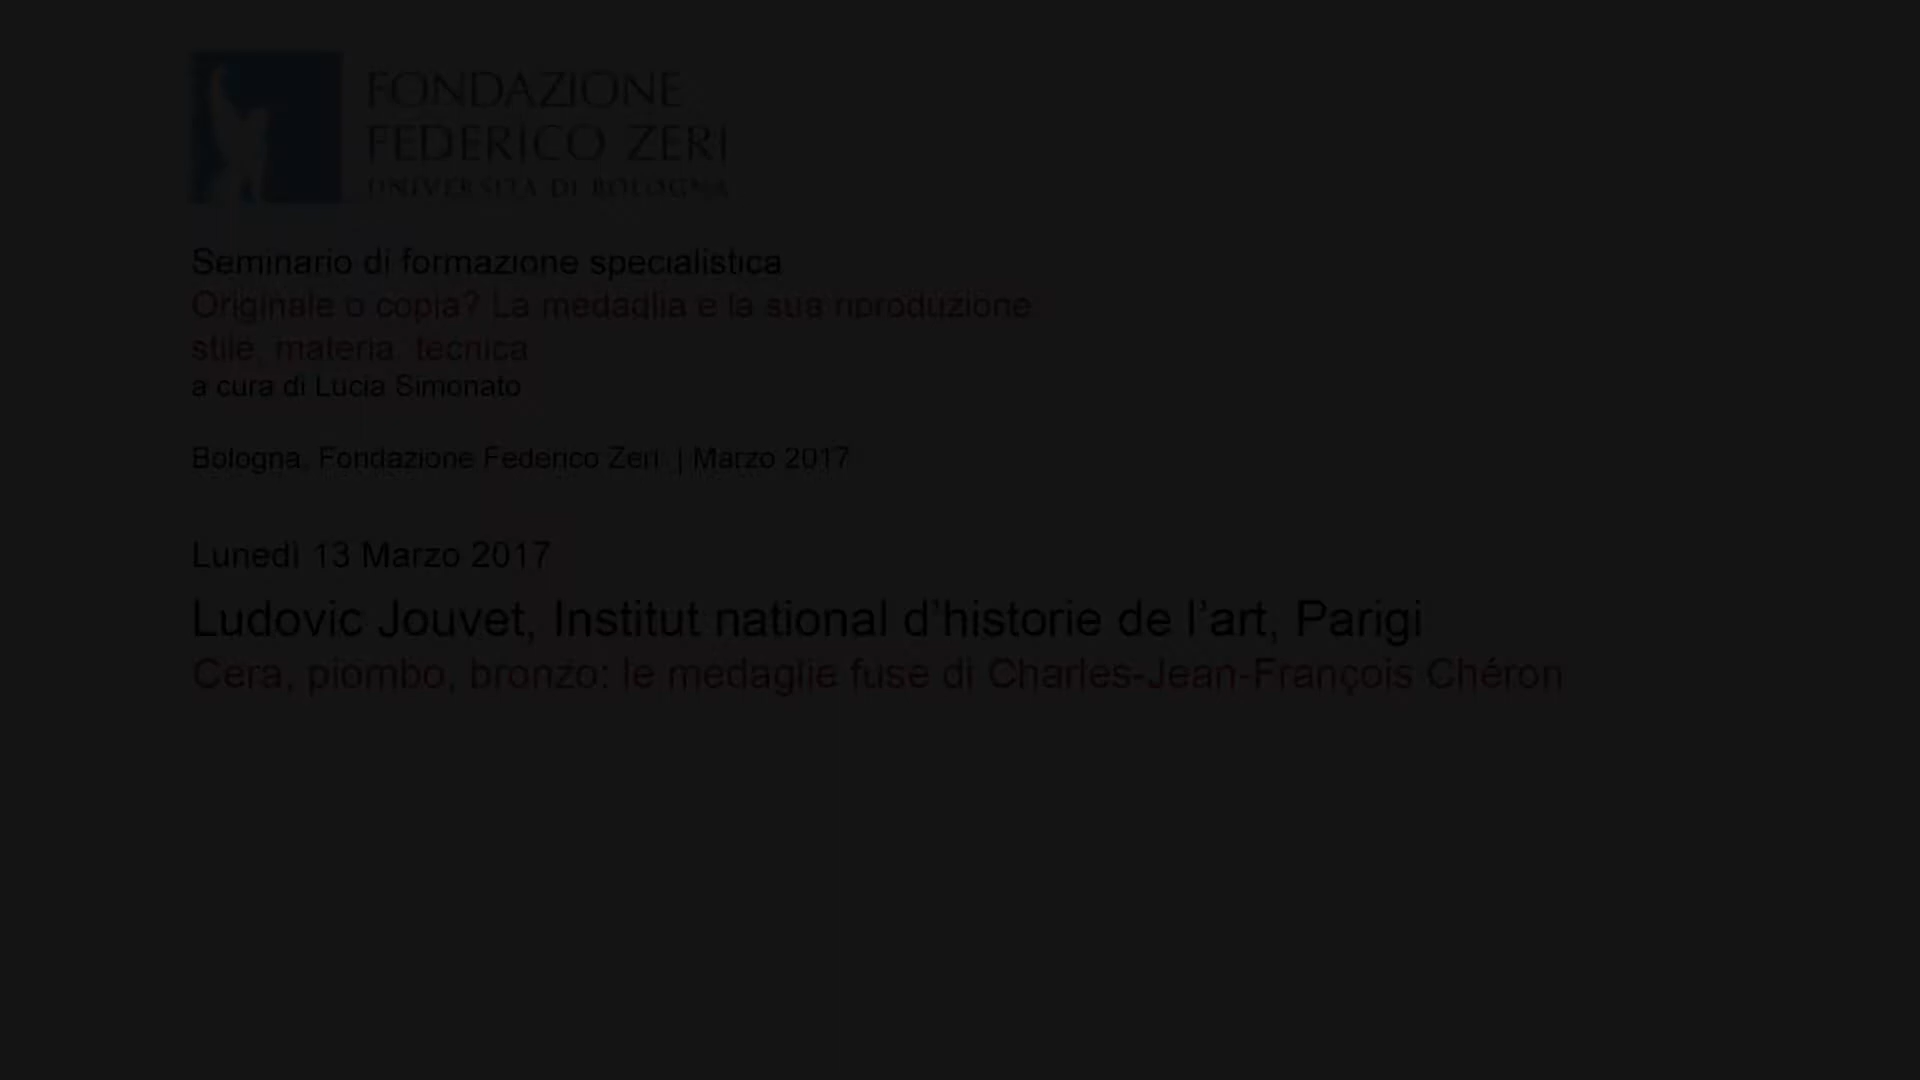 FONDAZIONE
FEDERICO ZERI
UNIVERSITÀ DI BOLOGNA
Seminario di formazione specialistica
Originale o copia? La medaglia e la sua riproduzione
stile, materia, tecnica
a cura di Lucia Simonato
Bologna, Fondazione Federico Zeri | Marzo 2017
Lunedì 13 Marzo 2017
Ludovic Jouvet, Institut national d’historie de l’art, Parigi
Cera, piombo, bronzo: le medaglie fuse di Charles-Jean-François Chéron